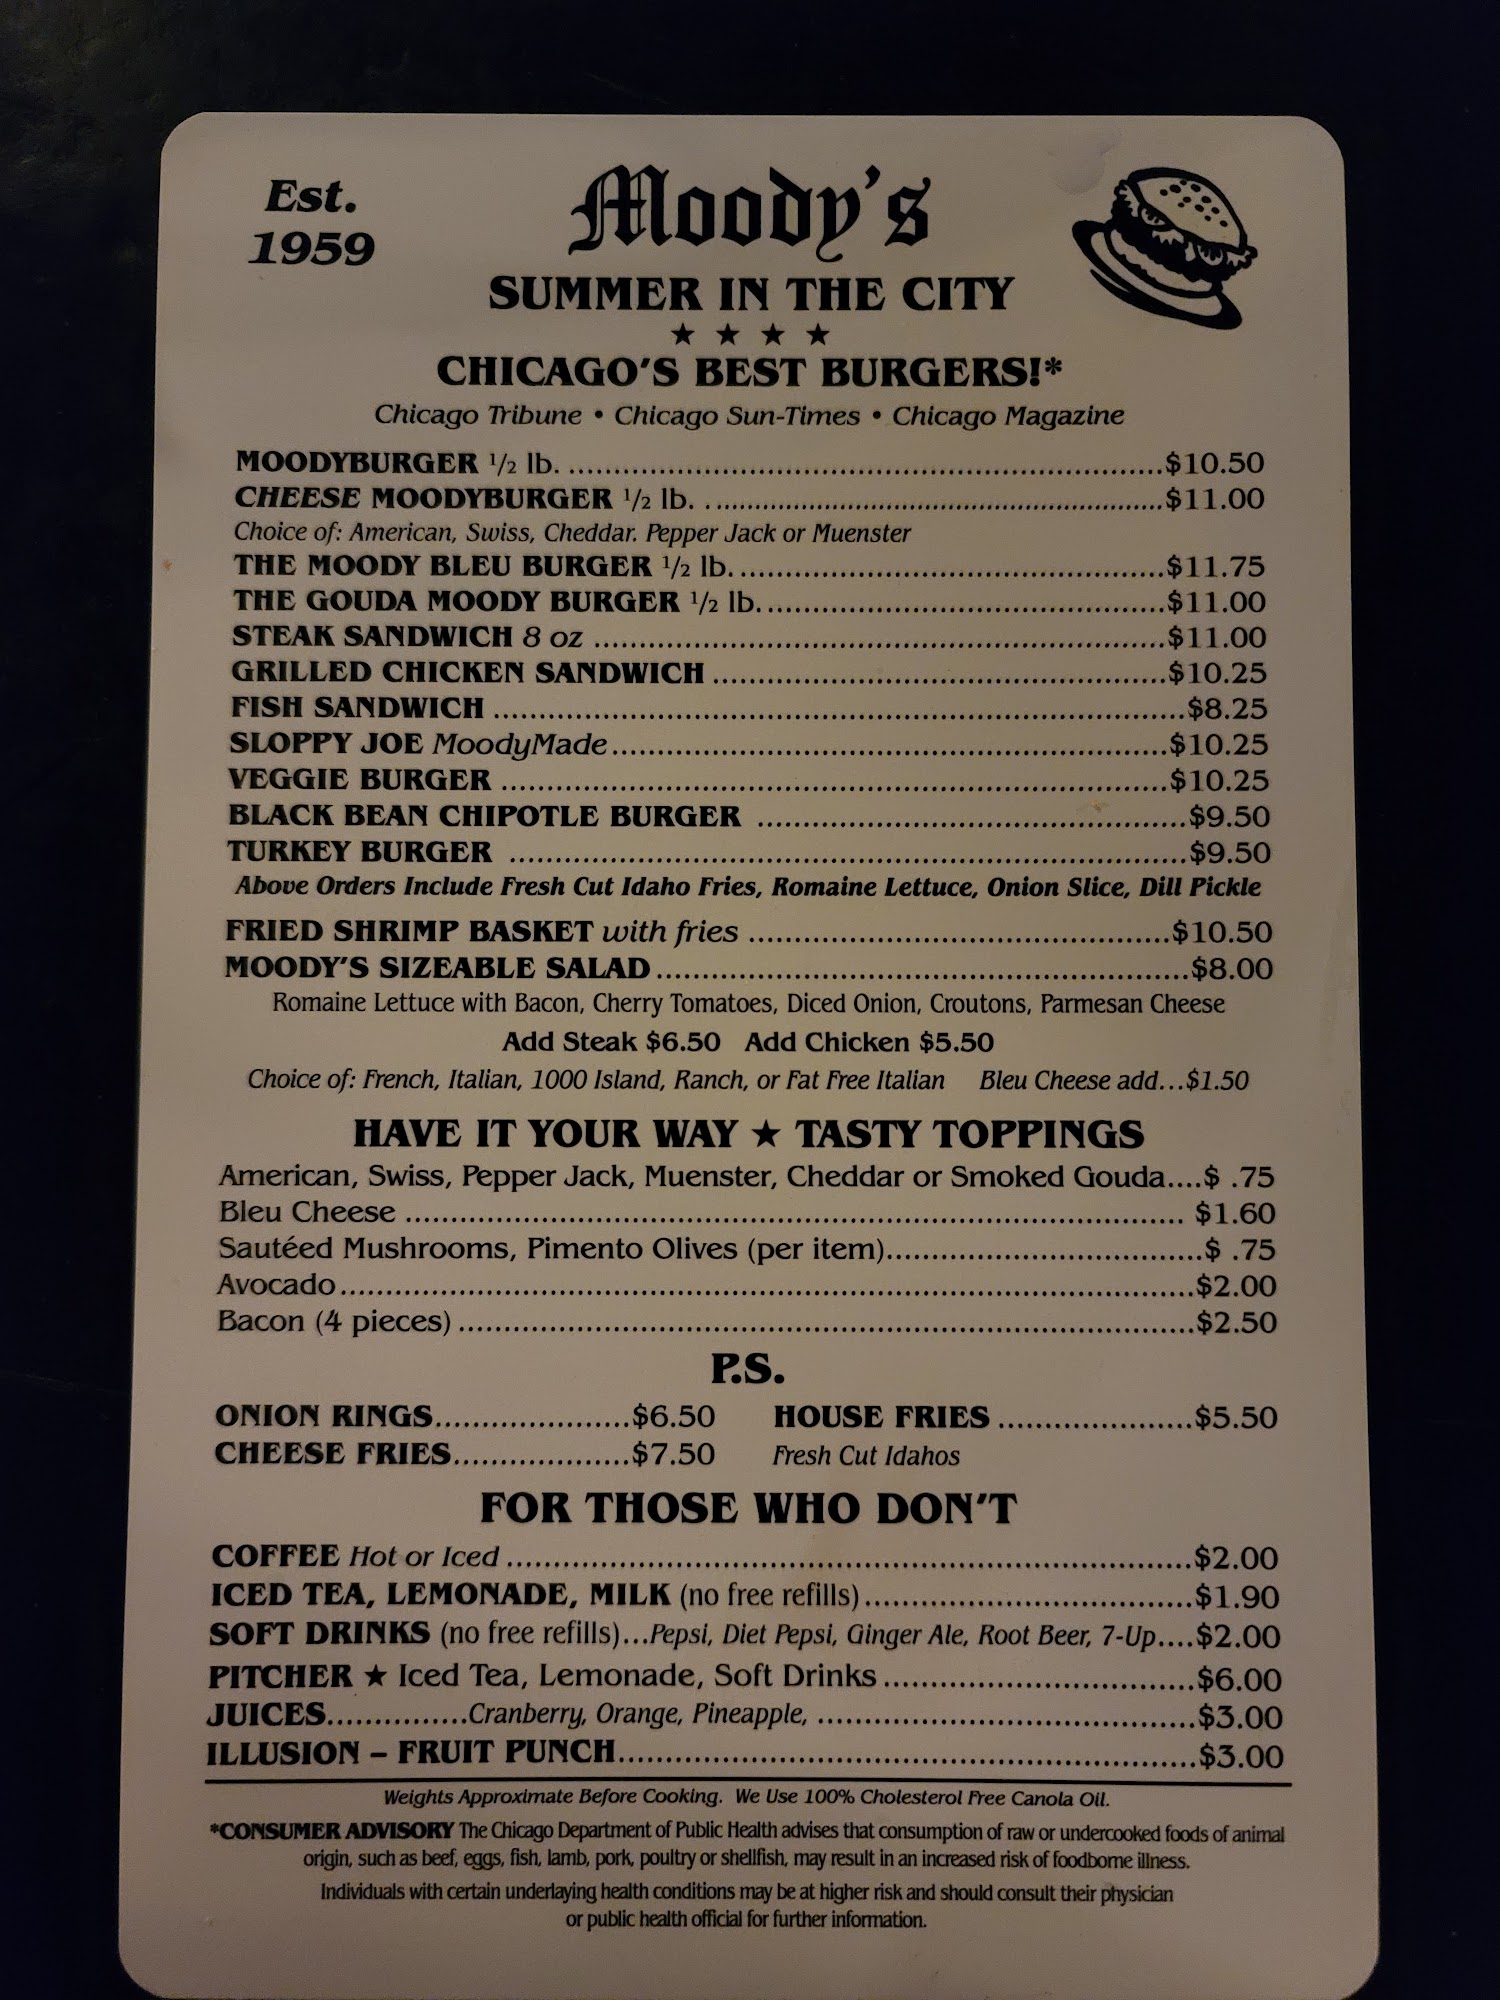 Est.
1959
Moody's
SUMMER IN THE CITY
★ ★ ★ ★
CHICAGO'S BEST BURGERS!*
Chicago Tribune • Chicago Sun-Times • Chicago Magazine
MOODYBURGER 1/2 lb. ........ $10.50
CHEESE MOODYBURGER 1/2 lb. ........ $11.00
Choice of: American, Swiss, Cheddar. Pepper Jack or Muenster
THE MOODY BLEU BURGER 1/2 lb. ........ $11.75
THE GOUDA MOODY BURGER 1/2 lb. ........ $11.00
STEAK SANDWICH 8 oz ........ $11.00
GRILLED CHICKEN SANDWICH ........ $10.25
FISH SANDWICH ........ $8.25
SLOPPY JOE MoodyMade ........ $10.25
VEGGIE BURGER ........ $10.25
BLACK BEAN CHIPOTLE BURGER ........ $9.50
TURKEY BURGER ........ $9.50
Above Orders Include Fresh Cut Idaho Fries, Romaine Lettuce, Onion Slice, Dill Pickle
FRIED SHRIMP BASKET with fries ........ $10.50
MOODY'S SIZEABLE SALAD ........ $8.00
Romaine Lettuce with Bacon, Cherry Tomatoes, Diced Onion, Croutons, Parmesan Cheese
Add Steak $6.50 Add Chicken $5.50
Choice of: French, Italian, 1000 Island, Ranch, or Fat Free Italian Bleu Cheese add...$1.50
HAVE IT YOUR WAY ★ TASTY TOPPINGS
American, Swiss, Pepper Jack, Muenster, Cheddar or Smoked Gouda....$ .75
Bleu Cheese ........ $1.60
Sautéed Mushrooms, Pimento Olives (per item)........$ .75
Avocado........$2.00
Bacon (4 pieces) ........$2.50
P.S.
ONION RINGS........$6.50 HOUSE FRIES ........$5.50
CHEESE FRIES........$7.50 Fresh Cut Idahos
FOR THOSE WHO DON'T
COFFEE Hot or Iced ........$2.00
ICED TEA, LEMONADE, MILK (no free refills)........$1.90
SOFT DRINKS (no free refills)...Pepsi, Diet Pepsi, Ginger Ale, Root Beer, 7-Up....$2.00
PITCHER ★ Iced Tea, Lemonade, Soft Drinks ........$6.00
JUICES........Cranberry, Orange, Pineapple, ........$3.00
ILLUSION – FRUIT PUNCH........$3.00
Weights Approximate Before Cooking. We Use 100% Cholesterol Free Canola Oil.
*CONSUMER ADVISORY The Chicago Department of Public Health advises that consumption of raw or undercooked foods of animal
origin, such as beef, eggs, fish, lamb, pork, poultry or shellfish, may result in an increased risk of foodborne illness.
Individuals with certain underlaying health conditions may be at higher risk and should consult their physician
or public health official for further information.